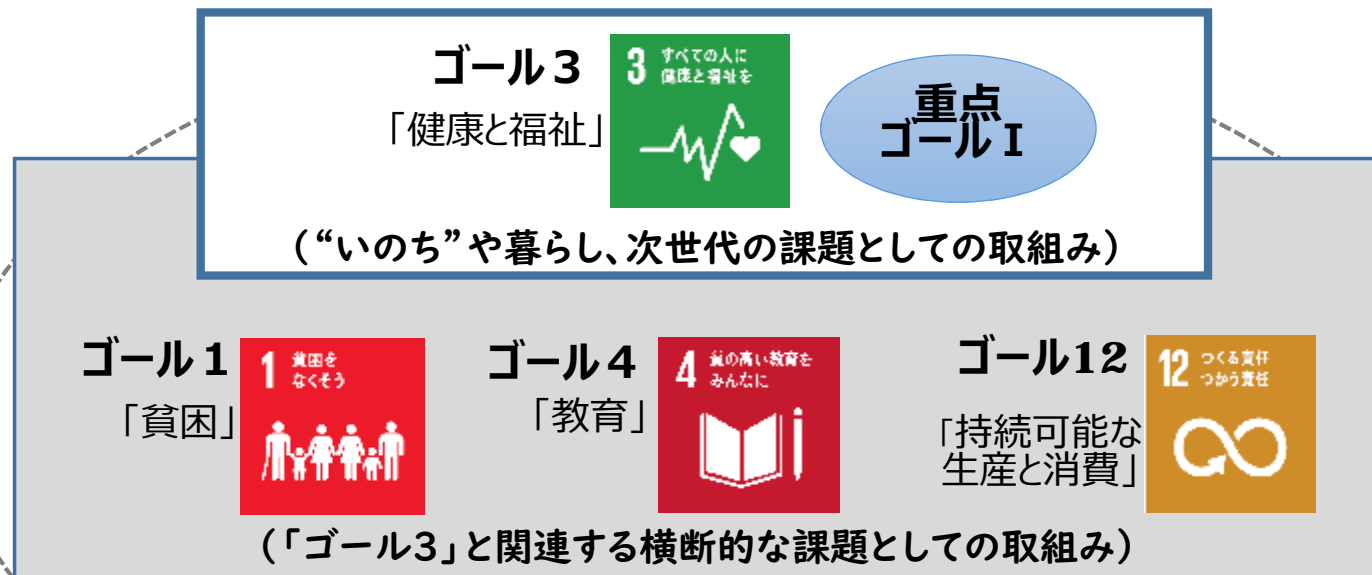 ゴール3
「健康と福祉」
3 すべての人に
健康と福祉を
重点
ゴールⅠ
(“いのち”や暮らし、次世代の課題としての取組み)
ゴール1
「貧困」
1 貧困を
なくそう
ゴール4
「教育」
4 質の高い教育を
みんなに
ゴール12
「持続可能な
生産と消費」
12 つくる責任
つかう責任
(「ゴール3」と関連する横断的な課題としての取組み)